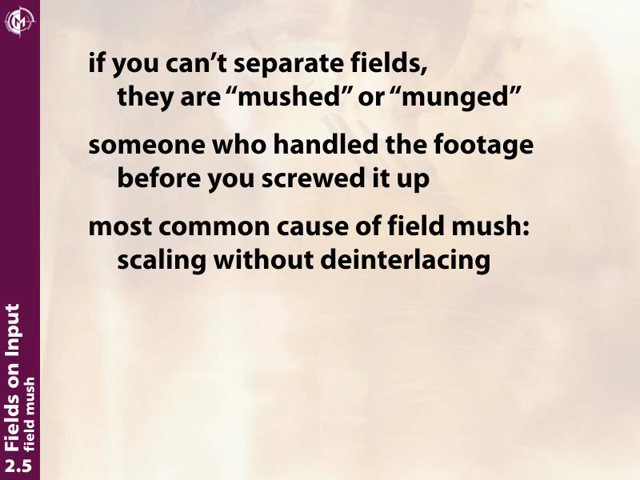 if you can’t separate fields,
they are “mushed” or “munged”
someone who handled the footage
before you screwed it up
most common cause of field mush:
scaling without deinterlacing
2.5 Fields on Input
field mush